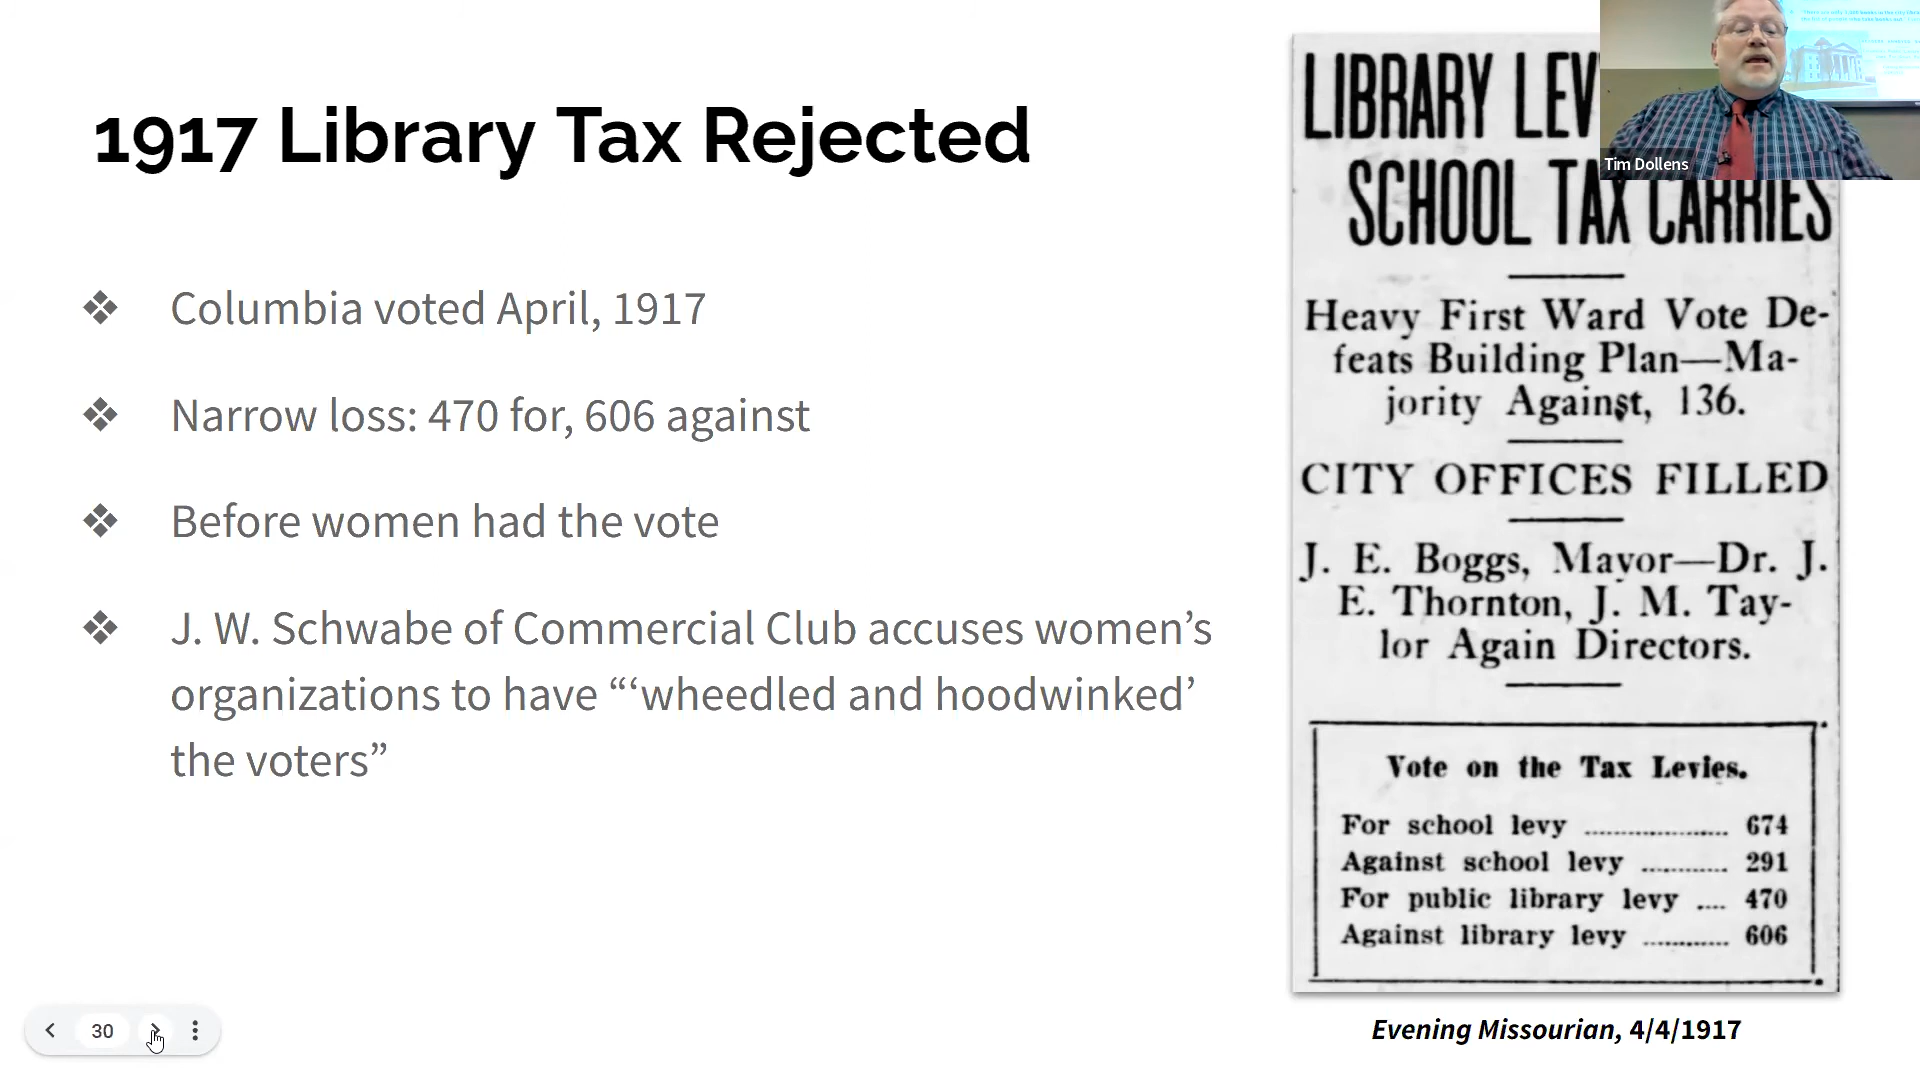 1917 Library Tax Rejected
❖ Columbia voted April, 1917
❖ Narrow loss: 470 for, 606 against
❖ Before women had the vote
❖ J. W. Schwabe of Commercial Club accuses women’s
organizations to have “‘wheedled and hoodwinked’
the voters”
30
LIBRARY LEV
SCHOOL TAX CARRIES
Heavy First Ward Vote De-
feats Building Plan—Ma-
jority Against, 136.
CITY OFFICES FILLED
J. E. Boggs, Mayor—Dr. J.
E. Thornton, J. M. Tay-
lor Again Directors.
Vote on the Tax Levies.
For school levy .................... 674
Against school levy ............ 291
For public library levy .... 470
Against library levy ............ 606
Evening Missourian, 4/4/1917
Tim Dollens